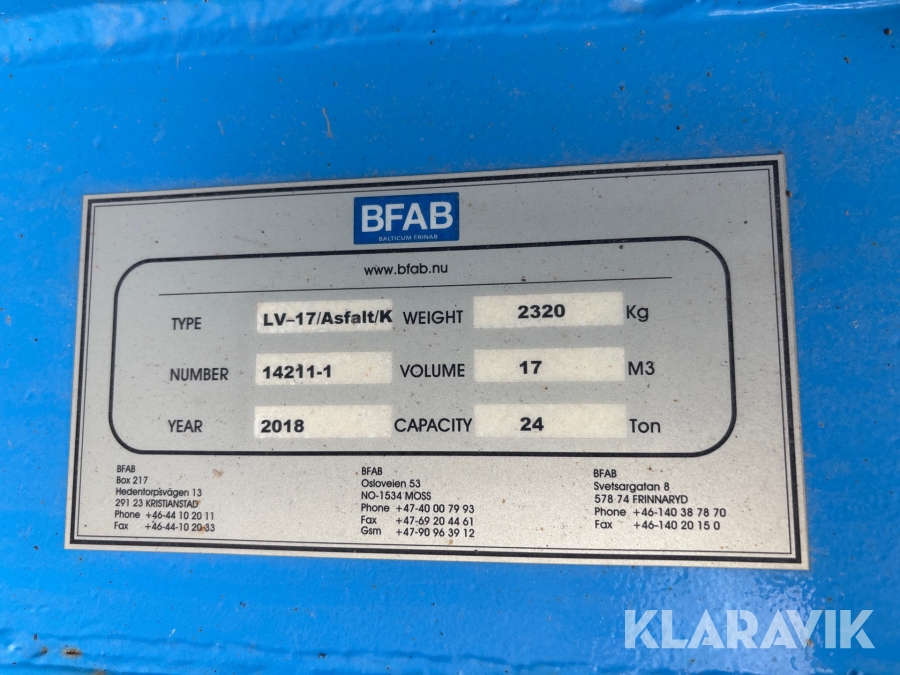 BFAB
BALTICUM FRINAB
www.bfab.nu
TYPE LV-17/Asfalt/K WEIGHT 2320 Kg
NUMBER 14211-1 VOLUME 17 M3
YEAR 2018 CAPACITY 24 Ton
BFAB
Box 217
Hedentorpsvägen 13
291 23 KRISTIANSTAD
Phone +46-44 10 20 11
Fax +46-44-10 20 33
BFAB
Osloveien 53
NO-1534 MOSS
Phone +47-40 00 79 93
Fax +47-69 20 44 61
Gsm +47-90 96 39 12
BFAB
Svetsargatan 8
578 74 FRINNARYD
Phone +46-140 38 78 70
Fax +46-140 20 15 0
KLARAVIK